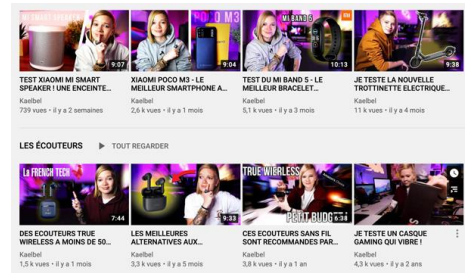 MI SMART SPEAKER
POCO M3
MI BAND 5
9:07
9:04
10:13
9:38
TEST XIAOMI MI SMART
SPEAKER ! UNE ENCEINTE...
XIAOMI POCO M3 - LE
MEILLEUR SMARTPHONE A...
TEST DU MI BAND 5 - LE
MEILLEUR BRACELET...
JE TESTE LA NOUVELLE
TROTTINETTE ELECTRIQUE...
Kaelbel
739 vues • il y a 2 semaines
Kaelbel
2,6 k vues • il y a 1 mois
Kaelbel
5,1 k vues • il y a 3 mois
Kaelbel
11 k vues • il y a 4 mois
LES ÉCOUTEURS
TOUT REGARDER
La FRENCH TECH
TRUE WIERLESS
PETIT BUDG
7:44
9:33
6:38
DES ECOUTEURS TRUE
WIRELESS A MOINS DE 50...
LES MEILLEURES
ALTERNATIVES AUX...
CES ECOUTEURS SANS FIL
SONT RECOMMANDES PAR...
JE TESTE UN CASQUE
GAMING QUI VIBRE !
Kaelbel
1,5 k vues • il y a 1 mois
Kaelbel
3,3 k vues • il y a 5 mois
Kaelbel
3,8 k vues • il y a 1 an
Kaelbel
4,3 k vues • il y a 2 ans